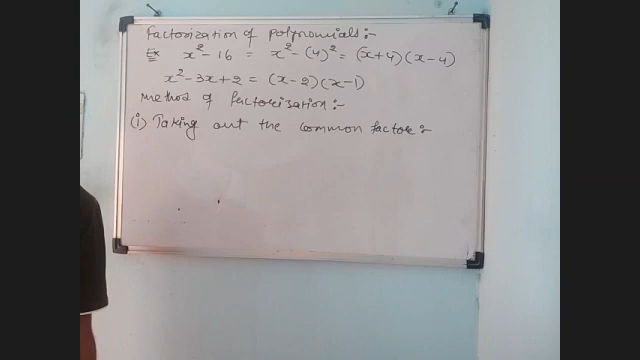 Factorization of polynomials:-
Ex x² - 16 = x² - (4)² = (x+4)(x-4)
x² - 3x + 2 = (x-2)(x-1)
Method of factorisation:-
(i) Taking out the common factor:-